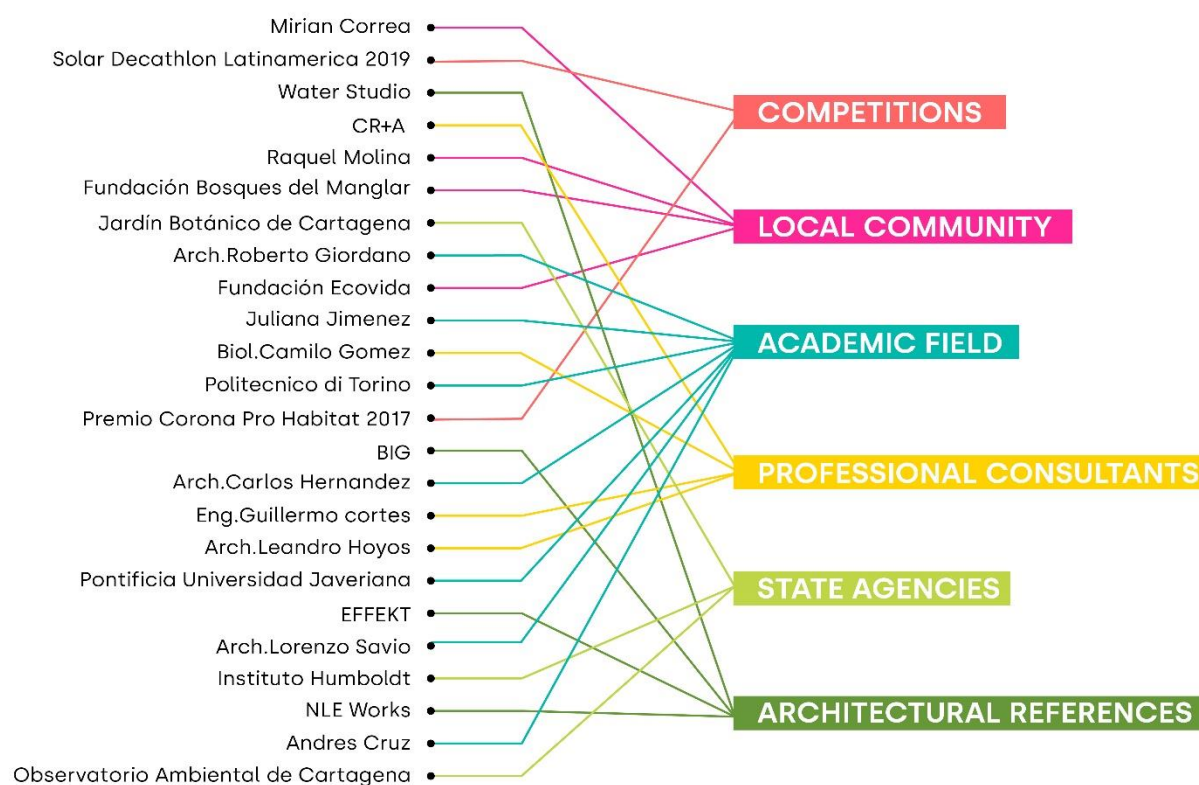 Mirian Correa
Solar Decathlon Latinamerica 2019
Water Studio
CR+A
Raquel Molina
Fundación Bosques del Manglar
Jardín Botánico de Cartagena
Arch.Roberto Giordano
Fundación Ecovida
Juliana Jimenez
Biol.Camilo Gomez
Politecnico di Torino
Premio Corona Pro Habitat 2017
BIG
Arch.Carlos Hernandez
Eng.Guillermo cortes
Arch.Leandro Hoyos
Pontificia Universidad Javeriana
EFFEKT
Arch.Lorenzo Savio
Instituto Humboldt
NLE Works
Andres Cruz
Observatorio Ambiental de Cartagena
COMPETITIONS
LOCAL COMMUNITY
ACADEMIC FIELD
PROFESSIONAL CONSULTANTS
STATE AGENCIES
ARCHITECTURAL REFERENCES